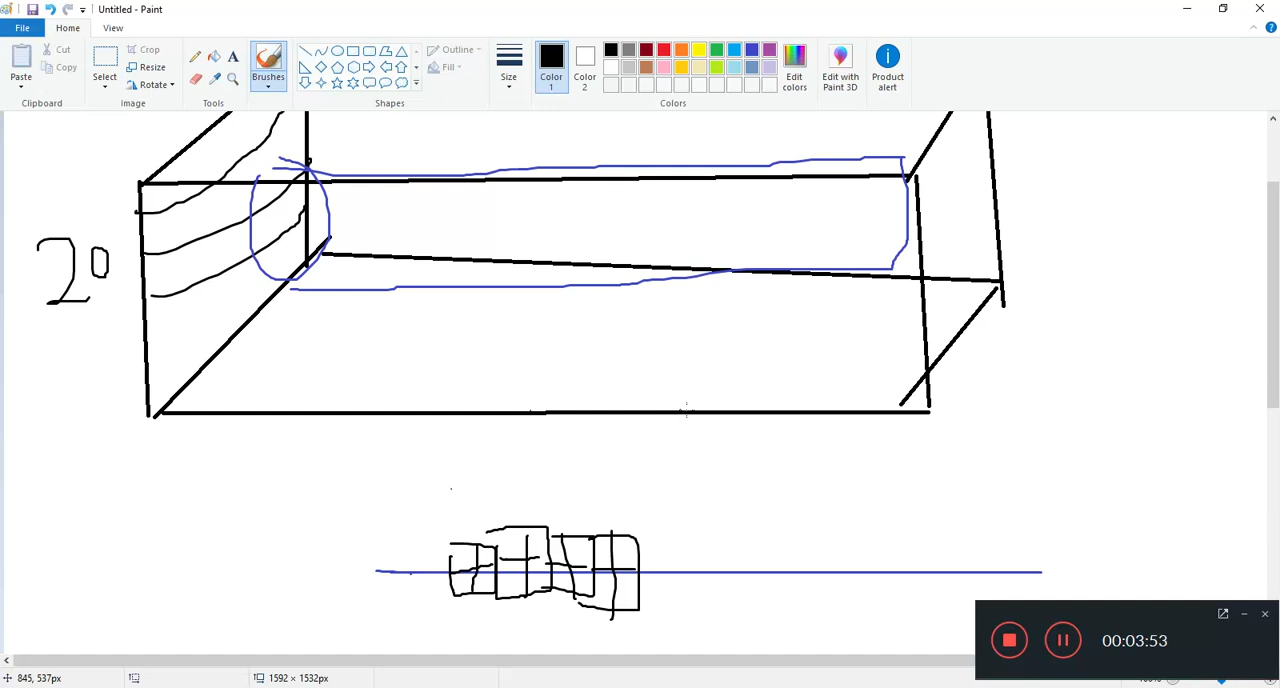 Untitled - Paint
File
Home
View
Paste
Cut
Copy
Clipboard
Select
Crop
Resize
Rotate
Image
Tools
Brushes
Outline
Fill
Shapes
Size
Color
1
Color
2
Edit
colors
Colors
Edit with
Paint 3D
Product
alert
20
845, 537px
1592 × 1532px
00:03:53